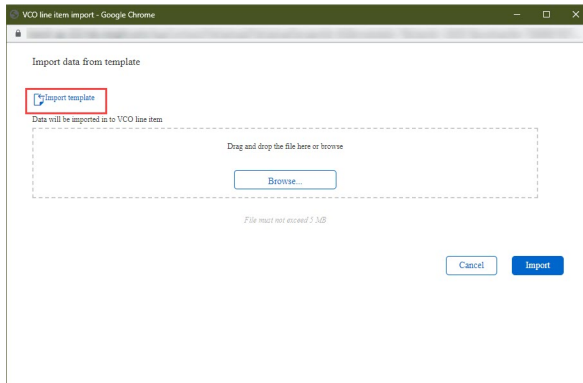 VCO line item import - Google Chrome
Import data from template
Import template
Data will be imported in to VCO line item
Drag and drop the file here or browse
Browse...
File must not exceed 5 MB
Cancel
Import